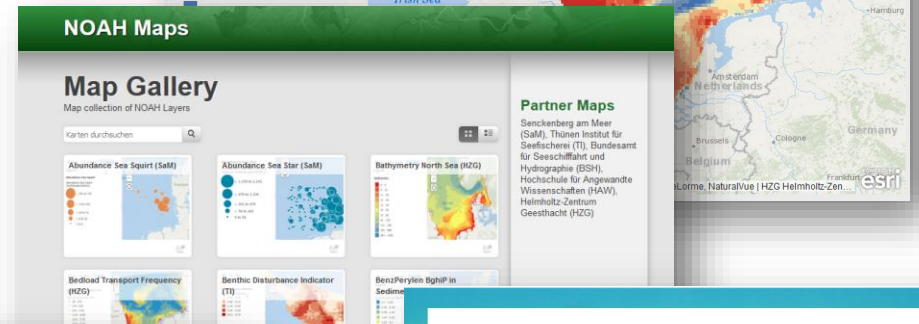 Irish Sea
NOAH Maps
Map Gallery
Map collection of NOAH Layers
Karten durchsuchen
Abundance Sea Squirt (SaM)
Abundance Sea Star (SaM)
Bathymetry North Sea (HZG)
Bedload Transport Frequency
(HZG)
Benthic Disturbance Indicator
(TI)
BenzPerylen BghiP in
Sedime
Partner Maps
Senckenberg am Meer
(SaM), Thünen Institut für
Seefischerei (TI), Bundesamt
für Seeschifffahrt und
Hydrographie (BSH),
Hochschule für Angewandte
Wissenschaften (HAW),
Helmholtz-Zentrum
Geesthacht (HZG)
Hamburg
Amsterdam
Netherlands
Brussels
Cologne
Germany
Belgium
Frankfurt
eLorme, NaturalVue | HZG Helmholtz-Zen...
esri